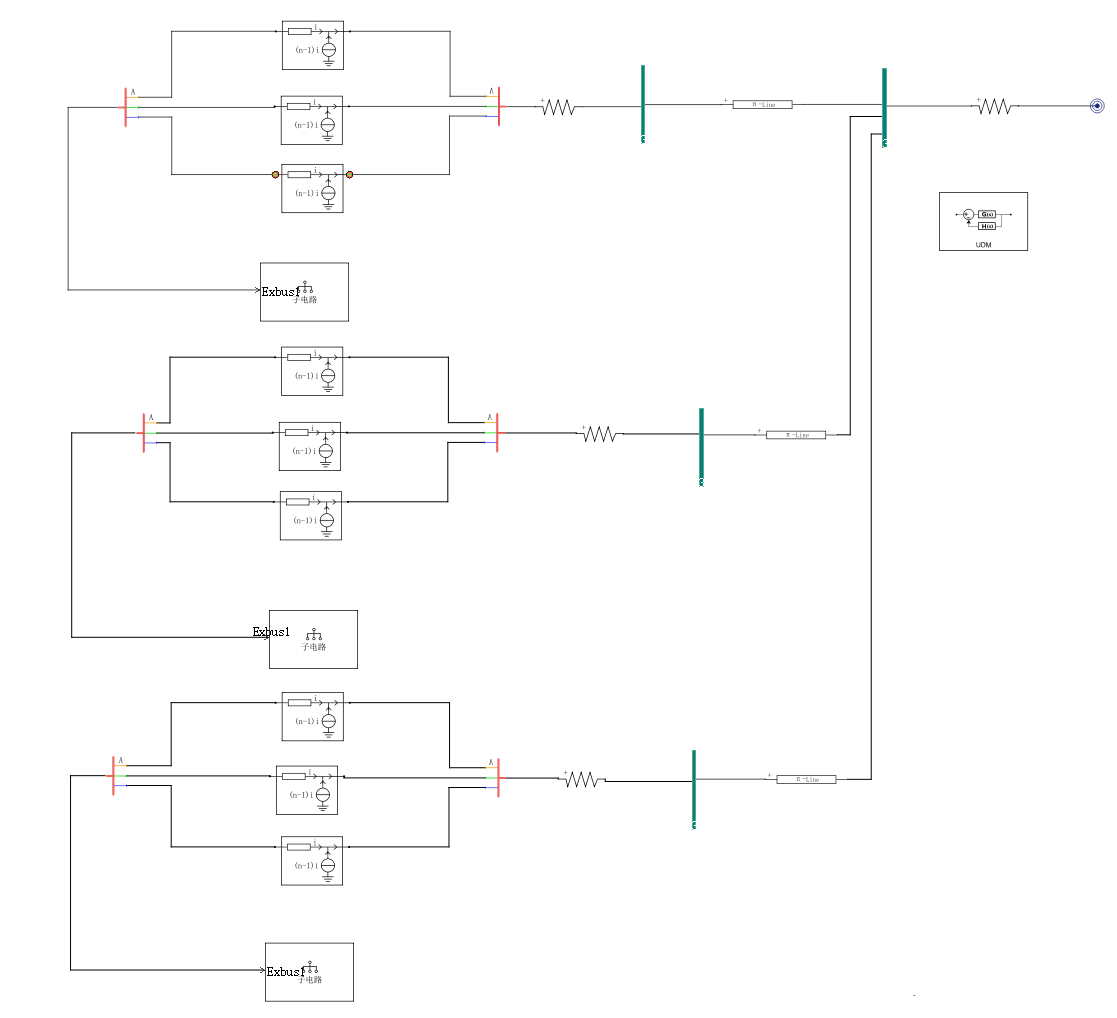 i
(n-1)i
A
A
i
(n-1)i
+
+
π-Line
+
i
(n-1)i
G(s)
H(s)
UDM
Exbus1
子电路
i
(n-1)i
A
A
i
(n-1)i
+
+
π-Line
i
(n-1)i
Exbus1
子电路
i
(n-1)i
A
A
i
(n-1)i
+
+
π-Line
i
(n-1)i
Exbus1
子电路